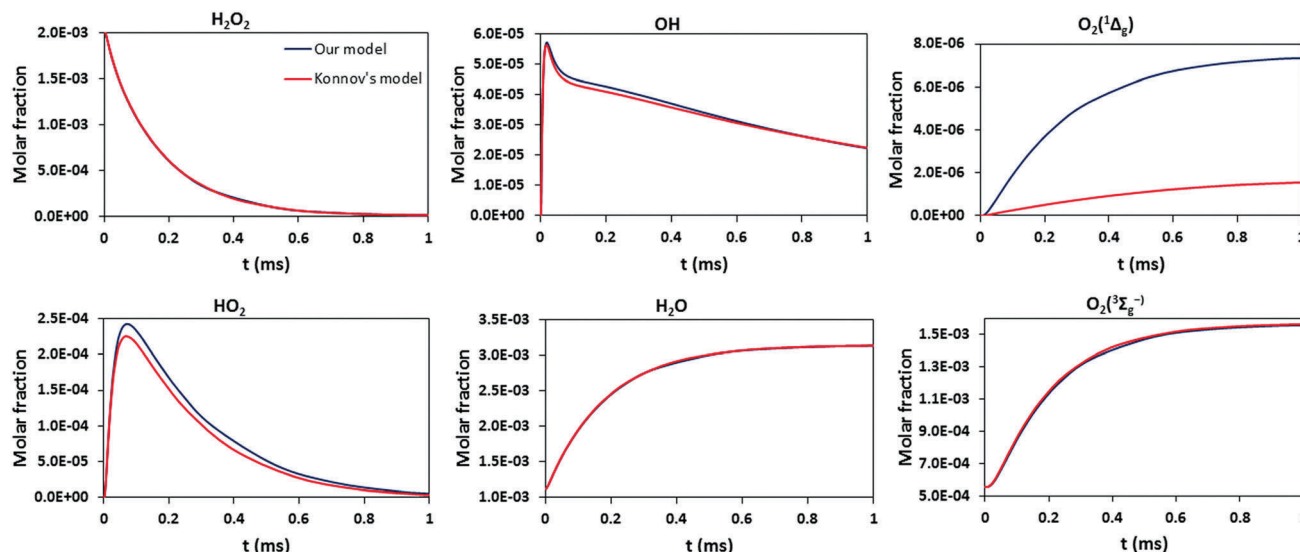 H₂O₂
2.0E-03
1.5E-03
1.0E-03
5.0E-04
0.0E+00
Molar fraction
Our model
Konnov's model
0 0.2 0.4 0.6 0.8 1
t (ms)
OH
6.0E-05
5.0E-05
4.0E-05
3.0E-05
2.0E-05
1.0E-05
0.0E+00
Molar fraction
0 0.2 0.4 0.6 0.8 1
t (ms)
O₂(¹Δg)
8.0E-06
6.0E-06
4.0E-06
2.0E-06
0.0E+00
Molar fraction
0 0.2 0.4 0.6 0.8 1
t (ms)
HO₂
2.5E-04
2.0E-04
1.5E-04
1.0E-04
5.0E-05
0.0E+00
Molar fraction
0 0.2 0.4 0.6 0.8 1
t (ms)
H₂O
3.5E-03
3.0E-03
2.5E-03
2.0E-03
1.5E-03
1.0E-03
Molar fraction
0 0.2 0.4 0.6 0.8 1
t (ms)
O₂(³Σg⁻)
1.5E-03
1.3E-03
1.1E-03
9.0E-04
7.0E-04
5.0E-04
Molar fraction
0 0.2 0.4 0.6 0.8 1
t (ms)